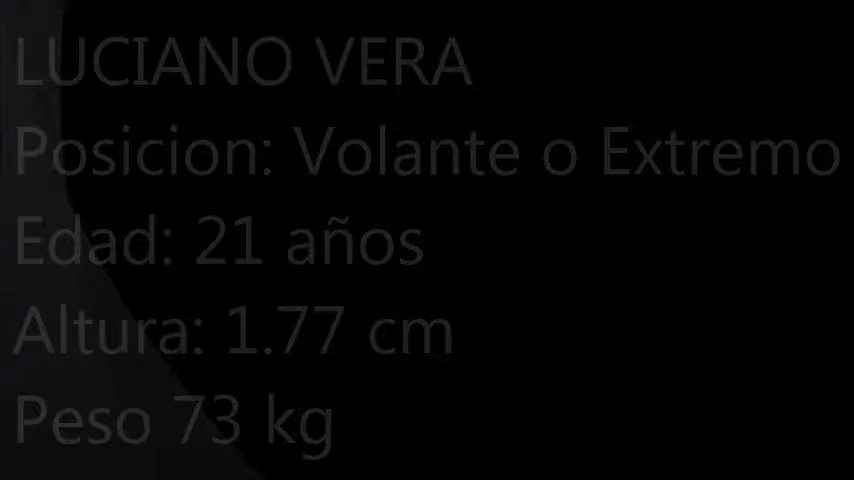 LUCIANO VERA
Posicion: Volante o Extremo
Edad: 21 años
Altura: 1.77 cm
Peso 73 kg